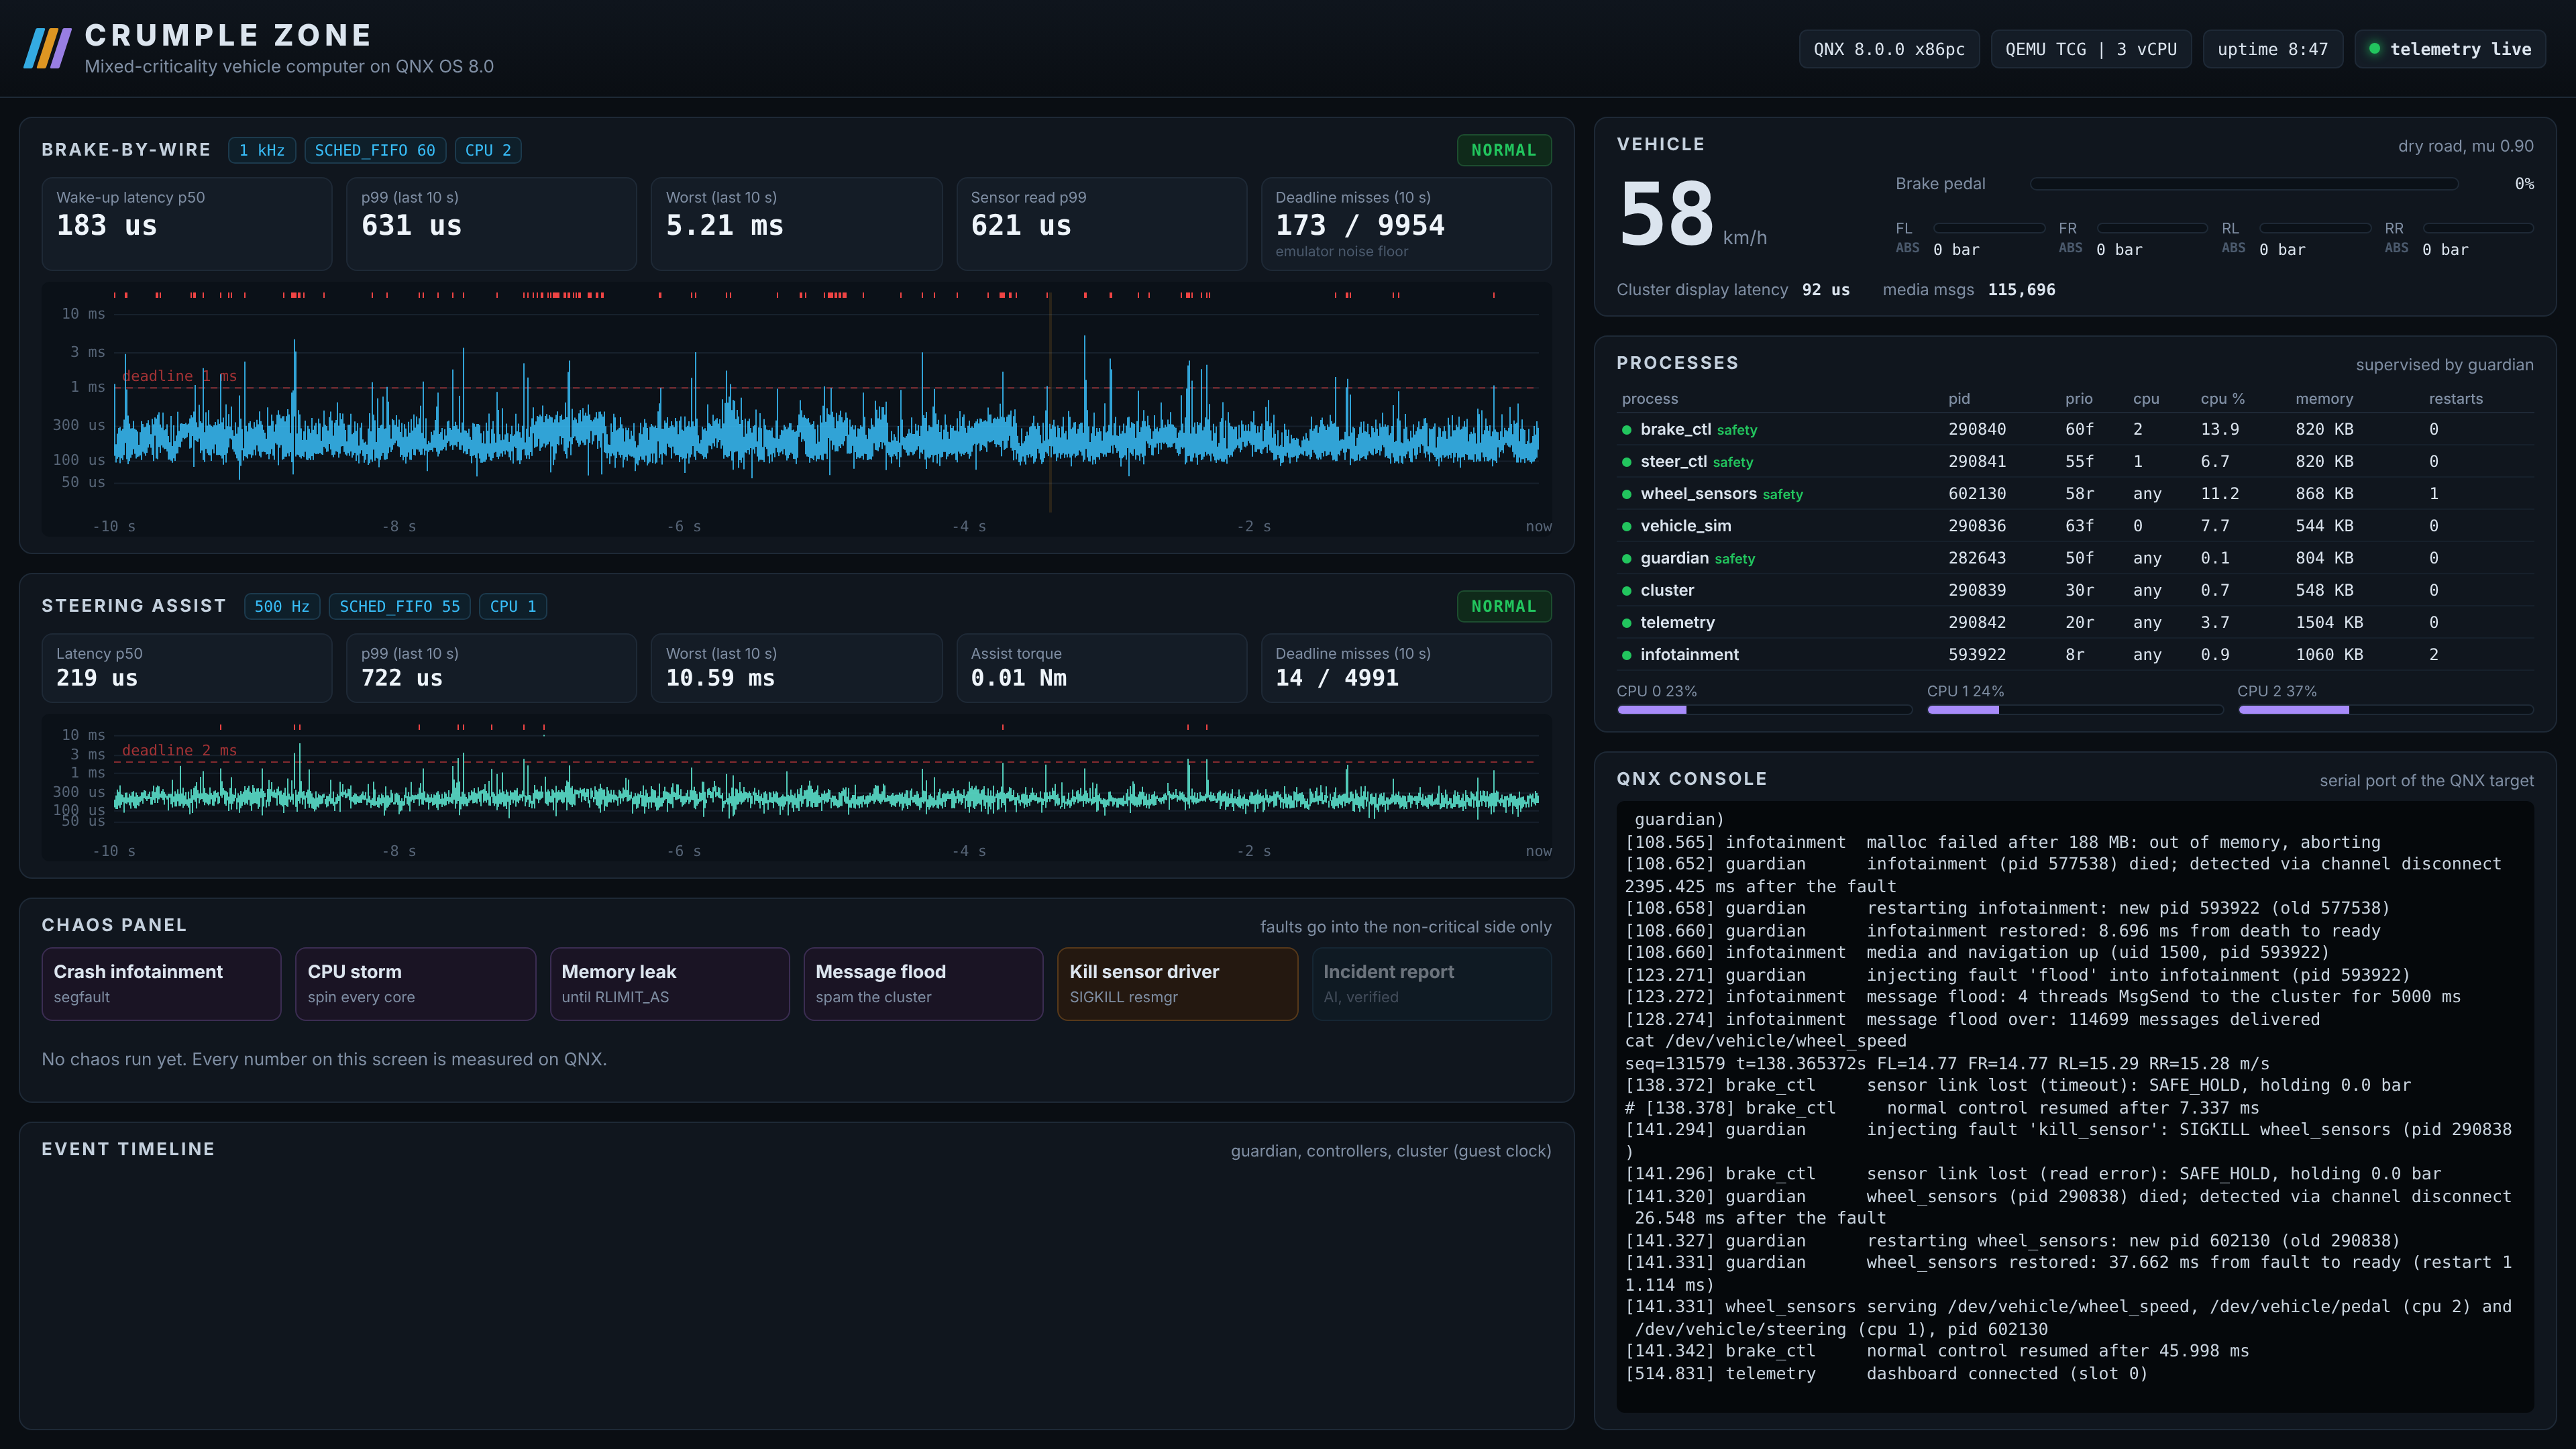 CRUMPLE ZONE
Mixed-criticality vehicle computer on QNX OS 8.0
QNX 8.0.0 x86pc
QEMU TCG | 3 vCPU
uptime 8:47
telemetry live
BRAKE-BY-WIRE
1 kHz
SCHED_FIFO 60
CPU 2
NORMAL
Wake-up latency p50
183 us
p99 (last 10 s)
631 us
Worst (last 10 s)
5.21 ms
Sensor read p99
621 us
Deadline misses (10 s)
173 / 9954
emulator noise floor
10 ms
3 ms
deadline 1 ms
1 ms
300 us
100 us
50 us
-10 s
-8 s
-6 s
-4 s
-2 s
now
STEERING ASSIST
500 Hz
SCHED_FIFO 55
CPU 1
NORMAL
Latency p50
219 us
p99 (last 10 s)
722 us
Worst (last 10 s)
10.59 ms
Assist torque
0.01 Nm
Deadline misses (10 s)
14 / 4991
10 ms
deadline 2 ms
3 ms
1 ms
300 us
100 us
50 us
-10 s
-8 s
-6 s
-4 s
-2 s
now
CHAOS PANEL
faults go into the non-critical side only
Crash infotainment
segfault
CPU storm
spin every core
Memory leak
until RLIMIT_AS
Message flood
spam the cluster
Kill sensor driver
SIGKILL resmgr
Incident report
AI, verified
No chaos run yet. Every number on this screen is measured on QNX.
EVENT TIMELINE
guardian, controllers, cluster (guest clock)
VEHICLE
dry road, mu 0.90
58 km/h
Brake pedal
0%
FL
ABS 0 bar
FR
ABS 0 bar
RL
ABS 0 bar
RR
ABS 0 bar
Cluster display latency 92 us
media msgs 115,696
PROCESSES
supervised by guardian
process pid prio cpu cpu % memory restarts
brake_ctl safety 290840 60f 2 13.9 820 KB 0
steer_ctl safety 290841 55f 1 6.7 820 KB 0
wheel_sensors safety 602130 58r any 11.2 868 KB 1
vehicle_sim 290836 63f 0 7.7 544 KB 0
guardian safety 282643 50f any 0.1 804 KB 0
cluster 290839 30r any 0.7 548 KB 0
telemetry 290842 20r any 3.7 1504 KB 0
infotainment 593922 8r any 0.9 1060 KB 2
CPU 0 23%
CPU 1 24%
CPU 2 37%
QNX CONSOLE
serial port of the QNX target
guardian)
[108.565] infotainment malloc failed after 188 MB: out of memory, aborting
[108.652] guardian infotainment (pid 577538) died; detected via channel disconnect
2395.425 ms after the fault
[108.658] guardian restarting infotainment: new pid 593922 (old 577538)
[108.660] guardian infotainment restored: 8.696 ms from death to ready
[108.660] infotainment media and navigation up (uid 1500, pid 593922)
[123.271] guardian injecting fault 'flood' into infotainment (pid 593922)
[123.272] infotainment message flood: 4 threads MsgSend to the cluster for 5000 ms
[128.274] infotainment message flood over: 114699 messages delivered
cat /dev/vehicle/wheel_speed
seq=131579 t=138.365372s FL=14.77 FR=14.77 RL=15.29 RR=15.28 m/s
[138.372] brake_ctl sensor link lost (timeout): SAFE_HOLD, holding 0.0 bar
# [138.378] brake_ctl normal control resumed after 7.337 ms
[141.294] guardian injecting fault 'kill_sensor': SIGKILL wheel_sensors (pid 290838
)
[141.296] brake_ctl sensor link lost (read error): SAFE_HOLD, holding 0.0 bar
[141.320] guardian wheel_sensors (pid 290838) died; detected via channel disconnect
26.548 ms after the fault
[141.327] guardian restarting wheel_sensors: new pid 602130 (old 290838)
[141.331] guardian wheel_sensors restored: 37.662 ms from fault to ready (restart 1
1.114 ms)
[141.331] wheel_sensors serving /dev/vehicle/wheel_speed, /dev/vehicle/pedal (cpu 2) and
/dev/vehicle/steering (cpu 1), pid 602130
[141.342] brake_ctl normal control resumed after 45.998 ms
[514.831] telemetry dashboard connected (slot 0)